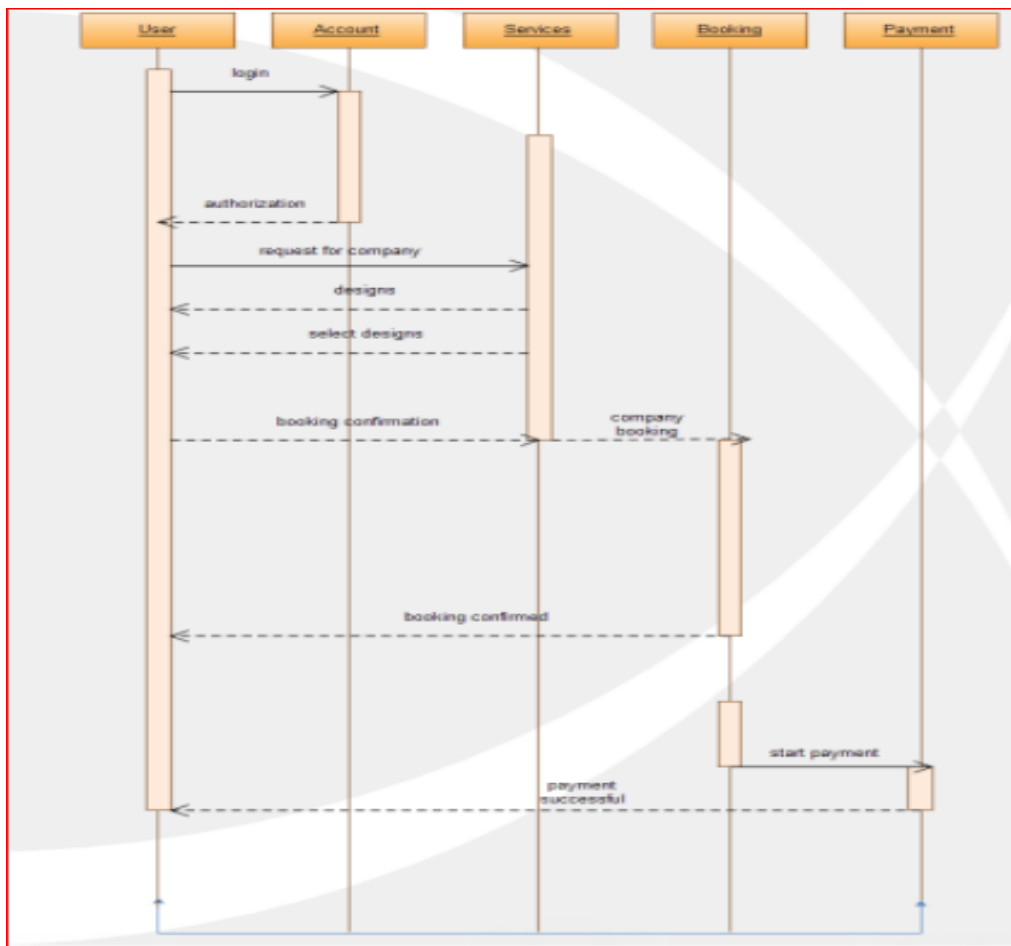 User Account Services Booking Payment
login
authorization
request for company
designs
select designs
booking confirmation
company
booking
booking confirmed
start payment
payment
successful